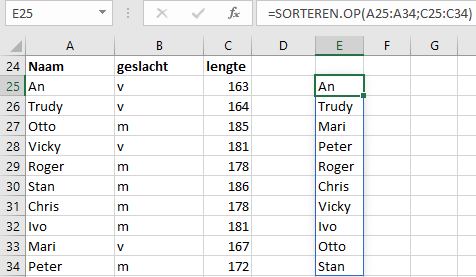 E25 =SORTEREN.OP(A25:A34;C25:C34)
A B C D E F G
24 Naam geslacht lengte
25 An v 163 An
26 Trudy v 164 Trudy
27 Otto m 185 Mari
28 Vicky v 181 Peter
29 Roger m 178 Roger
30 Stan m 186 Chris
31 Chris m 178 Vicky
32 Ivo m 181 Ivo
33 Mari v 167 Otto
34 Peter m 172 Stan